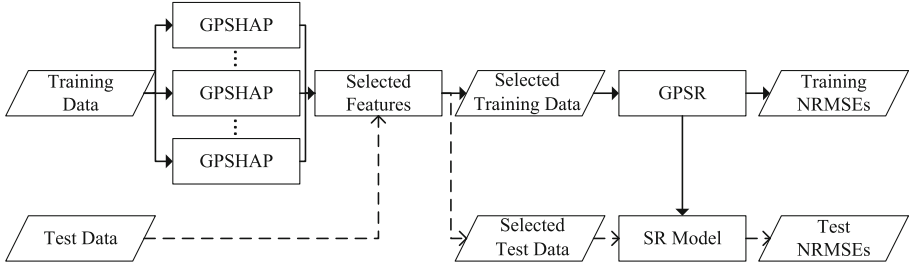 GPSHAP
Training
Data
GPSHAP
GPSHAP
Selected
Features
Selected
Training Data
GPSR
Training
NRMSEs
Test Data
Selected
Test Data
SR Model
Test
NRMSEs